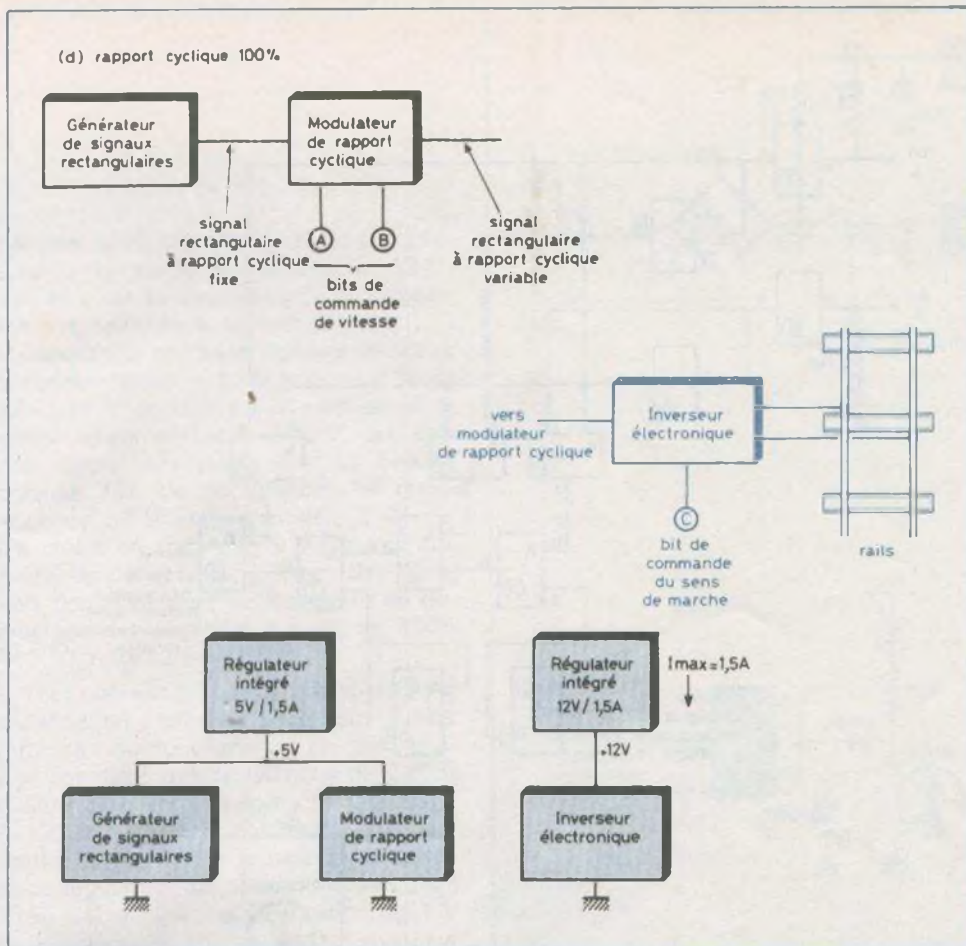 (d) rapport cyclique 100%
Générateur
de signaux
rectangulaires
Modulateur
de rapport
cyclique
signal
rectangulaire
à rapport cyclique
fixe
A
B
bits de
commande
de vitesse
signal
rectangulaire
à rapport cyclique
variable
vers
modulateur
de rapport cyclique
Inverseur
électronique
C
bit de
commande
du sens
de marche
rails
Régulateur
intégré
5V/1,5A
+5V
Générateur
de signaux
rectangulaires
Modulateur
de rapport
cyclique
Régulateur
intégré
12V/1,5A
Imax=1,5A
+12V
Inverseur
électronique